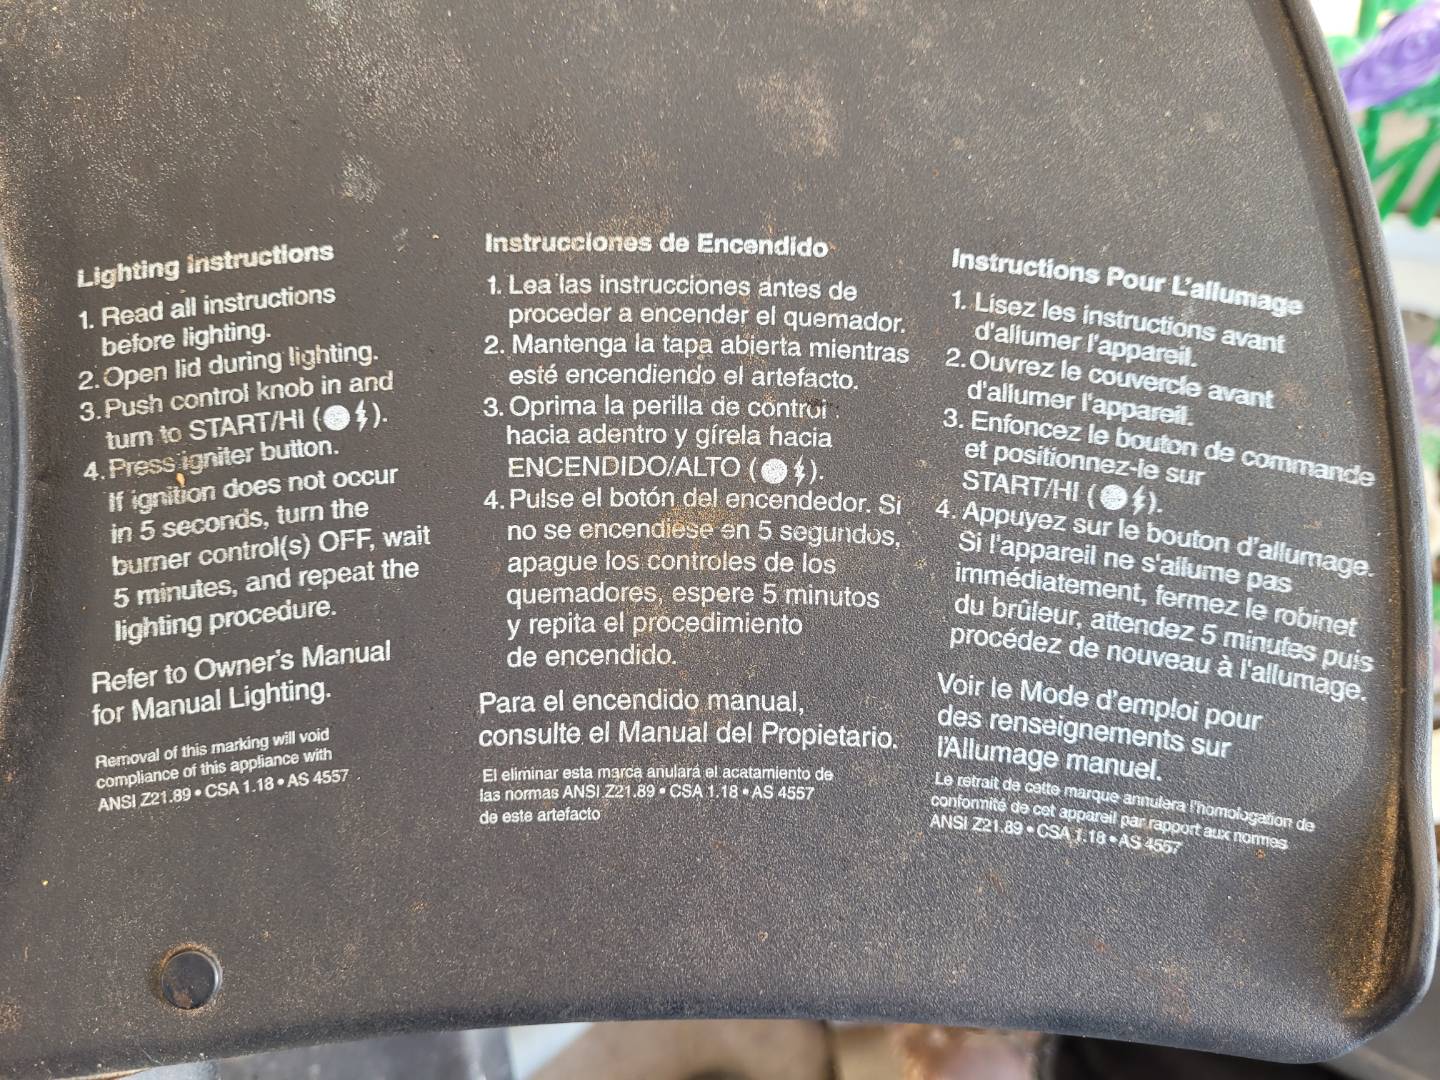 Lighting Instructions
1. Read all instructions
before lighting.
2. Open lid during lighting.
3. Push control knob in and
turn to START/HI ( ).
4. Press igniter button.
If ignition does not occur
in 5 seconds, turn the
burner control(s) OFF, wait
5 minutes, and repeat the
lighting procedure.
Refer to Owner's Manual
for Manual Lighting.
Removal of this marking will void
compliance of this appliance with
ANSI Z21.89 • CSA 1.18 • AS 4557
Instrucciones de Encendido
1. Lea las instrucciones antes de
proceder a encender el quemador.
2. Mantenga la tapa abierta mientras
esté encendiendo el artefacto.
3. Oprima la perilla de control
hacia adentro y gírela hacia
ENCENDIDO/ALTO ( ).
4. Pulse el botón del encendedor. Si
no se encendiese en 5 segundos,
apague los controles de los
quemadores, espere 5 minutos
y repita el procedimiento
de encendido.
Para el encendido manual,
consulte el Manual del Propietario.
El eliminar esta marca anulará el acatamiento de
las normas ANSI Z21.89 • CSA 1.18 • AS 4557
de este artefacto
Instructions Pour L'allumage
1. Lisez les instructions avant
d'allumer l'appareil.
2. Ouvrez le couvercle avant
d'allumer l'appareil.
3. Enfoncez le bouton de commande
et positionnez-le sur
START/HI ( ).
4. Appuyez sur le bouton d'allumage.
Si l'appareil ne s'allume pas
immédiatement, fermez le robinet
du brûleur, attendez 5 minutes puis
procédez de nouveau à l'allumage.
Voir le Mode d'emploi pour
des renseignements sur
l'Allumage manuel.
Le retrait de cette marque annulera l'homologation de
conformité de cet appareil par rapport aux normes
ANSI Z21.89 • CSA 1.18 • AS 4557